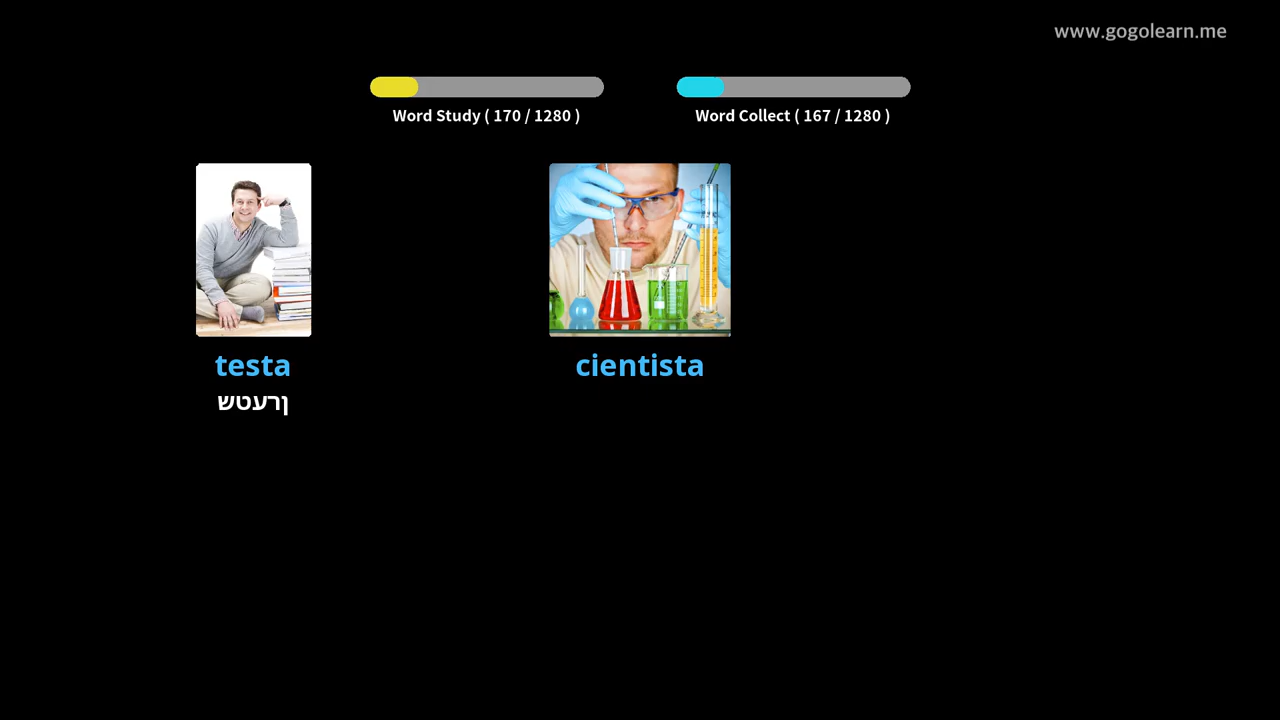 www.gogolearn.me
Word Study ( 170 / 1280 )
Word Collect ( 167 / 1280 )
testa
ןרעטש
cientista